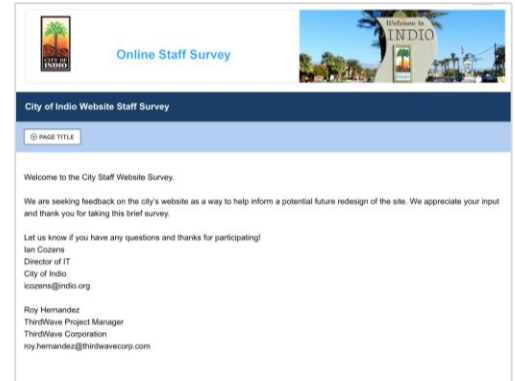 CITY OF
INDIO
Online Staff Survey
Welcome to
INDIO
City of Indio Website Staff Survey
PAGE TITLE
Welcome to the City Staff Website Survey.
We are seeking feedback on the city's website as a way to help inform a potential future redesign of the site. We appreciate your input
and thank you for taking this brief survey.
Let us know if you have any questions and thanks for participating!
Ian Cozens
Director of IT
City of Indio
icozens@indio.org
Roy Hernandez
ThirdWave Project Manager
ThirdWave Corporation
roy.hernandez@thirdwavecorp.com